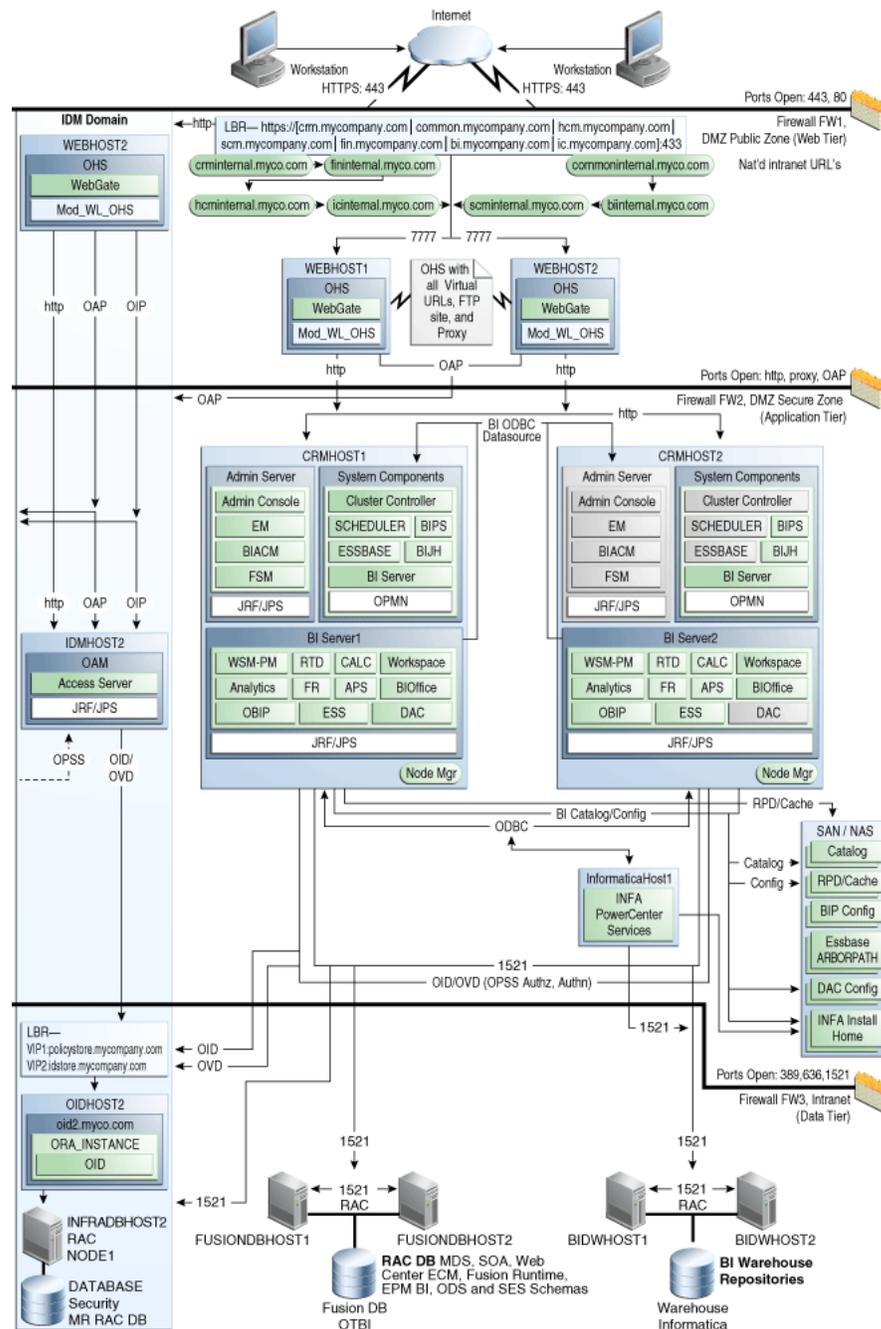 Internet
Workstation
Workstation
HTTPS: 443
HTTPS: 443
Ports Open: 443, 80
Firewall FW1,
DMZ Public Zone (Web Tier)
Nat'd intranet URL's
IDM Domain
WEBHOST2
OHS
WebGate
Mod_WL_OHS
http
LBR— https://[crm.mycompany.com | common.mycompany.com | hcm.mycompany.com |
scm.mycompany.com | fin.mycompany.com | bi.mycompany.com | ic.mycompany.com]:433
crminternal.myco.com
fininternal.myco.com
commoninternal.myco.com
hcminternal.myco.com
icinternal.myco.com
scminternal.myco.com
biinternal.myco.com
7777
7777
WEBHOST1
OHS
WebGate
Mod_WL_OHS
OHS with
all Virtual
URLs, FTP
site, and
Proxy
WEBHOST2
OHS
WebGate
Mod_WL_OHS
http
OAP
OIP
http
OAP
http
Ports Open: http, proxy, OAP
Firewall FW2, DMZ Secure Zone
(Application Tier)
OAP
http
BI ODBC
Datasource
CRMHOST1
Admin Server
Admin Console
EM
BIACM
FSM
JRF/JPS
System Components
Cluster Controller
SCHEDULER
BIPS
ESSBASE
BIJH
BI Server
OPMN
BI Server1
WSM-PM
RTD
CALC
Workspace
Analytics
FR
APS
BIOffice
OBIP
ESS
DAC
JRF/JPS
Node Mgr
CRMHOST2
Admin Server
Admin Console
EM
BIACM
FSM
JRF/JPS
System Components
Cluster Controller
SCHEDULER
BIPS
ESSBASE
BIJH
BI Server
OPMN
BI Server2
WSM-PM
RTD
CALC
Workspace
Analytics
FR
APS
BIOffice
OBIP
ESS
DAC
JRF/JPS
Node Mgr
http
OAP
OIP
IDMHOST2
OAM
Access Server
JRF/JPS
OPSS
OID/
OVD
RPD/Cache
BI Catalog/Config
ODBC
Catalog
Config
SAN / NAS
Catalog
RPD/Cache
BIP Config
Essbase
ARBORPATH
DAC Config
INFA Install
Home
InformaticaHost1
INFA
PowerCenter
Services
1521
OID/OVD (OPSS Authz, Authn)
1521
Ports Open: 389,636,1521
Firewall FW3, Intranet
(Data Tier)
LBR—
VIP1:policystore.mycompany.com
VIP2:idstore.mycompany.com
OID
OVD
OIDHOST2
oid2.myco.com
ORA_INSTANCE
OID
1521
INFRADBHOST2
RAC
NODE1
DATABASE
Security
MR RAC DB
1521
1521
1521
RAC
FUSIONDBHOST1
FUSIONDBHOST2
RAC DB MDS, SOA, Web
Center ECM, Fusion Runtime,
EPM BI, ODS and SES Schemas
Fusion DB
OTBI
1521
RAC
BIDWHOST1
BIDWHOST2
BI Warehouse
Repositories
Warehouse
Informatica